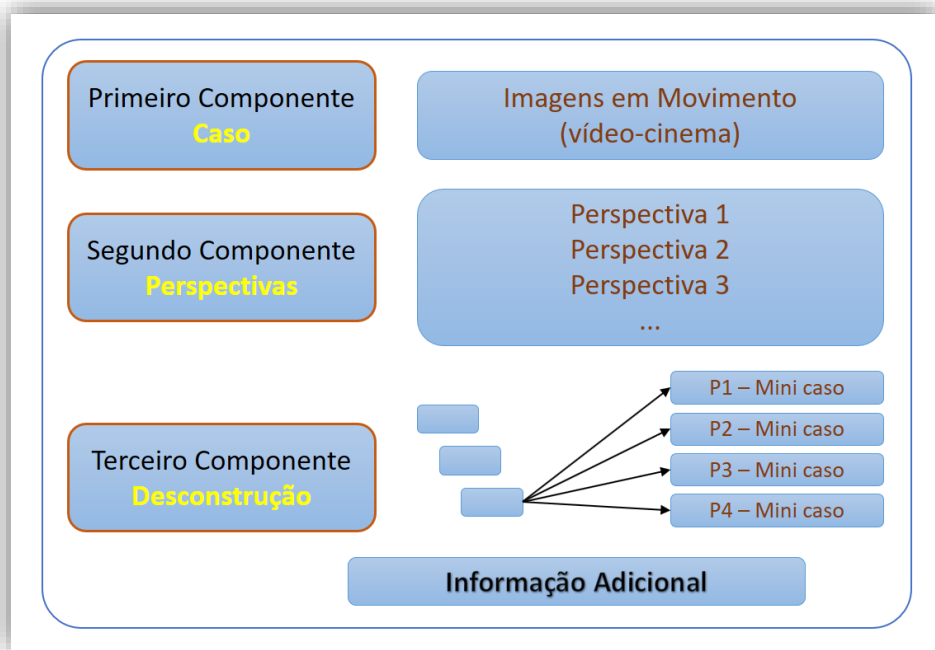 Primeiro Componente
Caso
Imagens em Movimento
(vídeo-cinema)
Segundo Componente
Perspectivas
Perspectiva 1
Perspectiva 2
Perspectiva 3
...
Terceiro Componente
Desconstrução
P1 – Mini caso
P2 – Mini caso
P3 – Mini caso
P4 – Mini caso
Informação Adicional